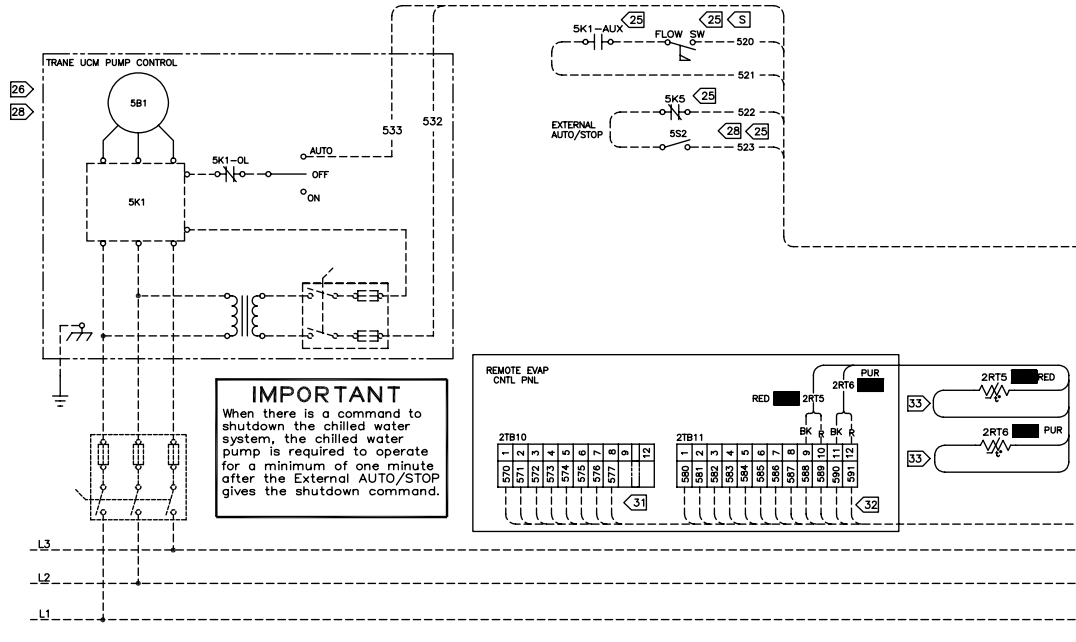 5K1-AUX
25
25
S
FLOW SW
520
521
5K5
25
522
EXTERNAL
AUTO/STOP
5S2
28
25
523
TRANE UCM PUMP CONTROL
26
28
5B1
533
532
5K1-OL
AUTO
OFF
ON
5K1
IMPORTANT
When there is a command to
shutdown the chilled water
system, the chilled water
pump is required to operate
for a minimum of one minute
after the External AUTO/STOP
gives the shutdown command.
REMOTE EVAP
CNTL PNL
RED
2RT5
PUR
2RT6
BK
R
BK
R
2TB10
1 2 3 4 5 6 7 8 9 12
570 571 572 573 574 575 576 577
31
2TB11
1 2 3 4 5 6 7 8 9 10 11 12
580 581 582 583 584 585 586 587 588 589 590 591
32
33
2RT5
RED
33
2RT6
PUR
L3
L2
L1